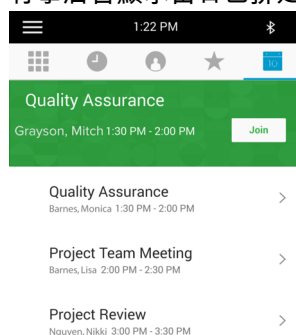 1:22 PM
10
Quality Assurance
Grayson, Mitch 1:30 PM - 2:00 PM
Join
Quality Assurance
Barnes, Monica 1:30 PM - 2:00 PM
Project Team Meeting
Barnes, Lisa 2:00 PM - 2:30 PM
Project Review
Nguyen, Nikki 3:00 PM - 3:30 PM